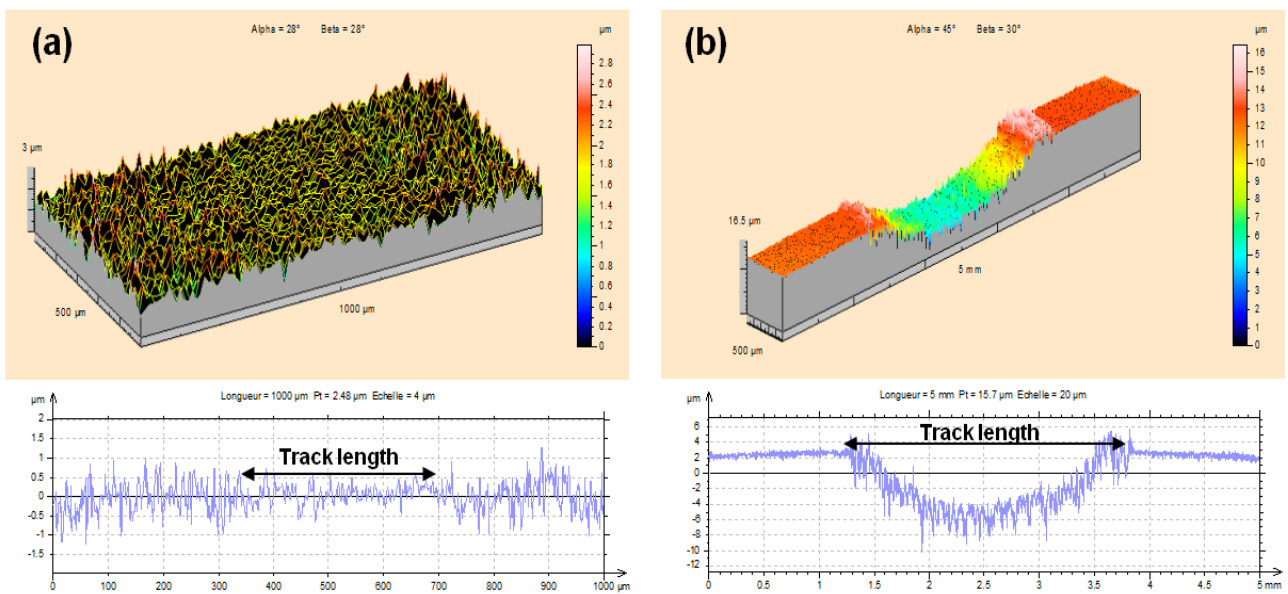 (a)
Alpha = 28° Beta = 28°
µm
2.8
2.6
2.4
2.2
2
1.8
1.6
1.4
1.2
1
0.8
0.6
0.4
0.2
0
3 µm
500 µm
1000 µm
(b)
Alpha = 45° Beta = 30°
µm
16
15
14
13
12
11
10
9
8
7
6
5
4
3
2
1
0
16.5 µm
5 mm
500 µm
Longueur = 1000 µm Pt = 2.48 µm Echelle = 4 µm
µm
2
1.5
1
0.5
0
-0.5
-1
-1.5
Track length
0 100 200 300 400 500 600 700 800 900 1000 µm
Longueur = 5 mm Pt = 15.7 µm Echelle = 20 µm
µm
6
4
2
0
-2
-4
-6
-8
-10
-12
Track length
0 0.5 1 1.5 2 2.5 3 3.5 4 4.5 5 mm